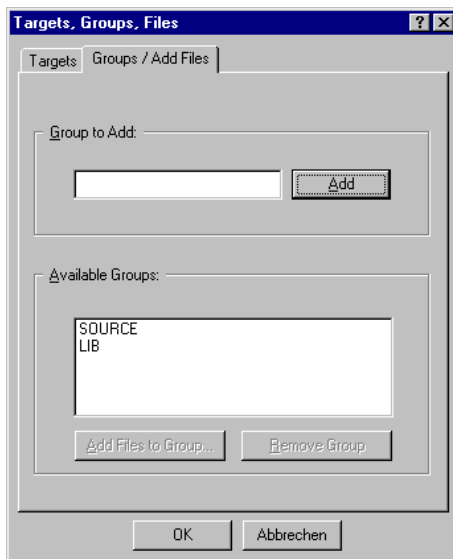 Targets, Groups, Files
Targets Groups / Add Files
Group to Add:
Add
Available Groups:
SOURCE
LIB
Add Files to Group... Remove Group
OK Abbrechen